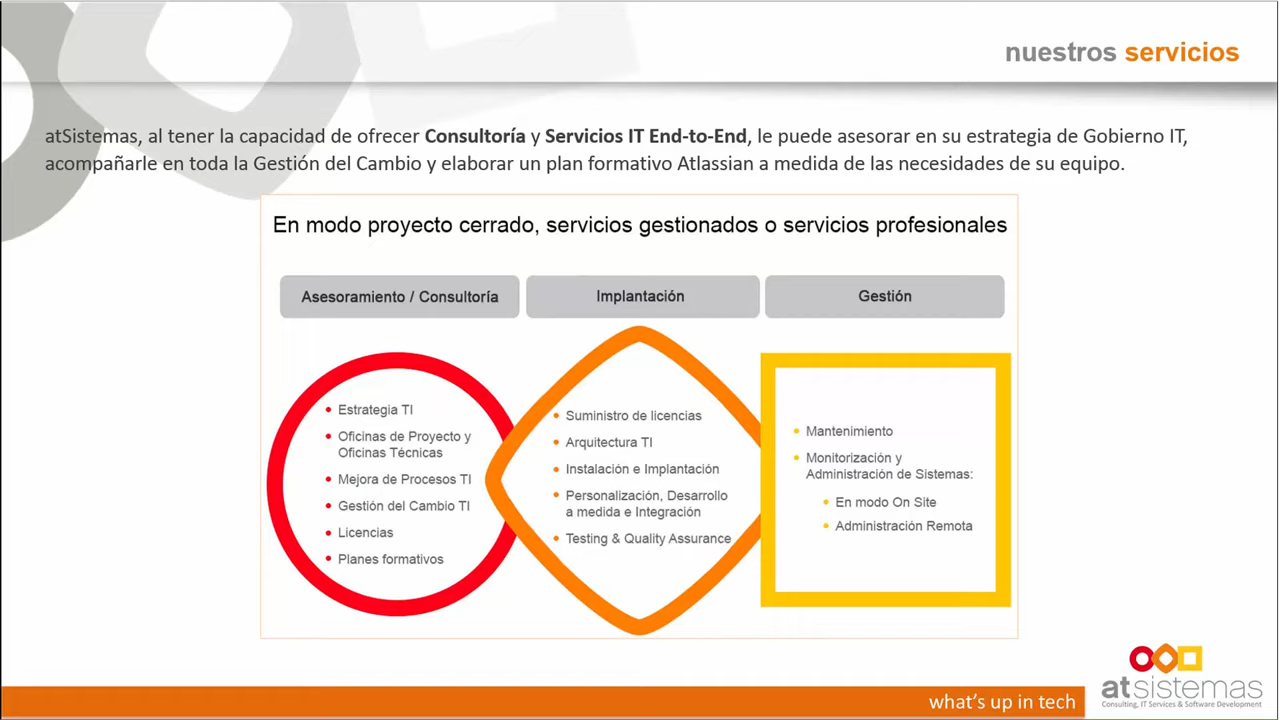 nuestros servicios
atSistemas, al tener la capacidad de ofrecer Consultoría y Servicios IT End-to-End, le puede asesorar en su estrategia de Gobierno IT,
acompañarle en toda la Gestión del Cambio y elaborar un plan formativo Atlassian a medida de las necesidades de su equipo.
En modo proyecto cerrado, servicios gestionados o servicios profesionales
Asesoramiento / Consultoría
Estrategia TI
Oficinas de Proyecto y
Oficinas Técnicas
Mejora de Procesos TI
Gestión del Cambio TI
Licencias
Planes formativos
Implantación
Suministro de licencias
Arquitectura TI
Instalación e Implantación
Personalización, Desarrollo
a medida e Integración
Testing & Quality Assurance
Gestión
Mantenimiento
Monitorización y
Administración de Sistemas:
En modo On Site
Administración Remota
what's up in tech
atsistemas
Consulting, IT Services & Software Development